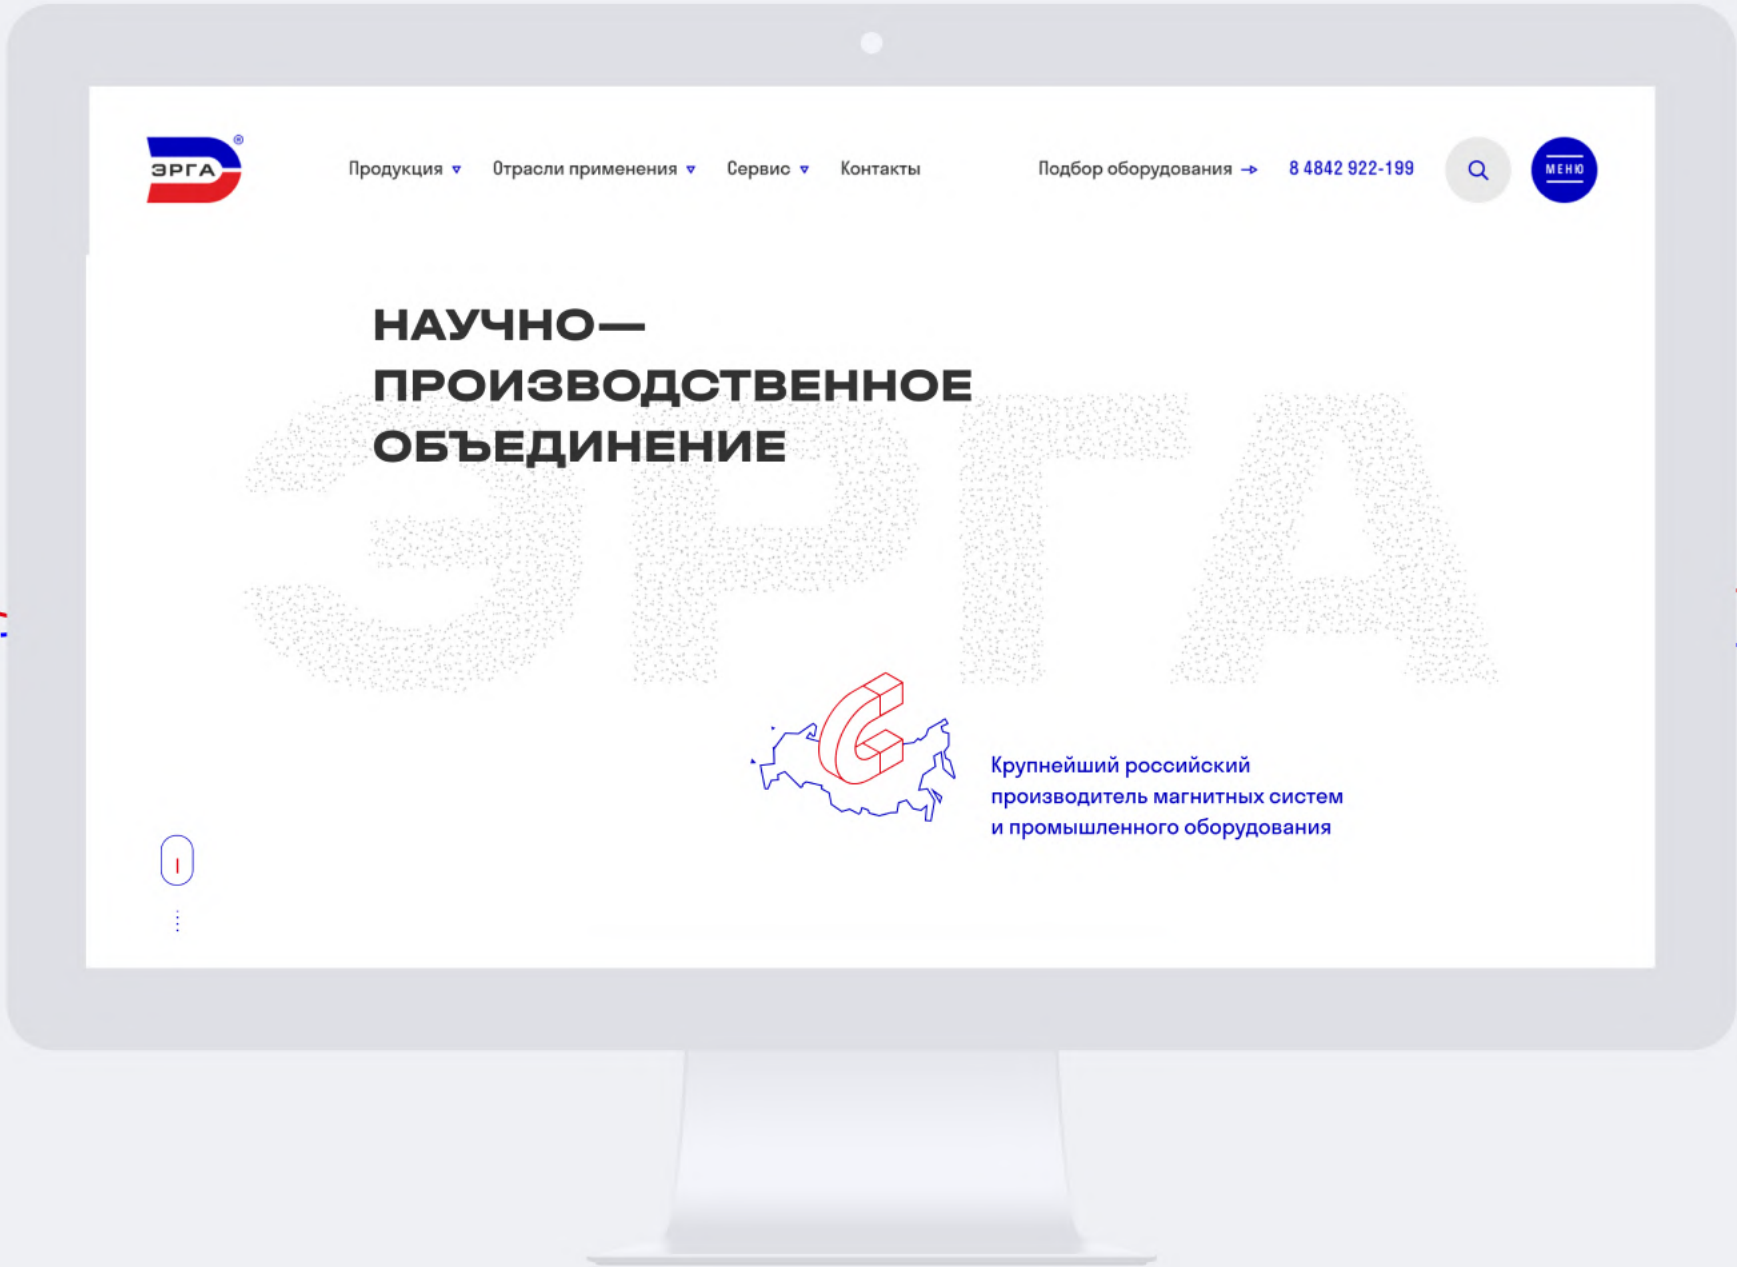 ЭРГА®
Продукция Отрасли применения Сервис Контакты Подбор оборудования 8 4842 922-199 МЕНЮ
НАУЧНО—
ПРОИЗВОДСТВЕННОЕ
ОБЪЕДИНЕНИЕ
ЭРГА
Крупнейший российский
производитель магнитных систем
и промышленного оборудования